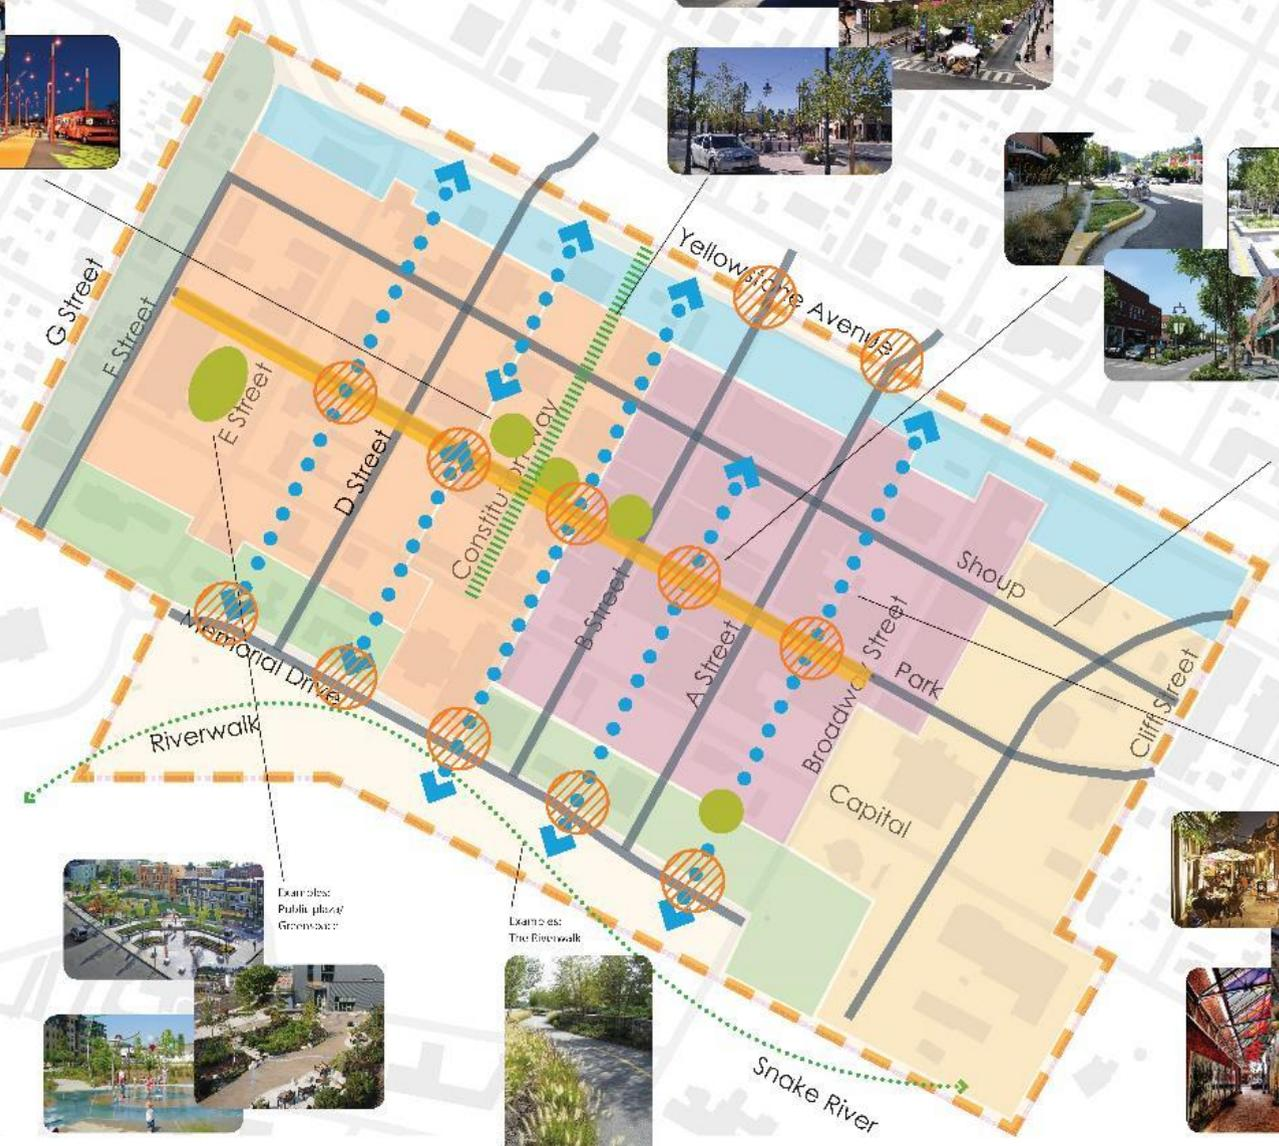 Yellowstone Avenue
G Street
F Street
E Street
D Street
Constitution Way
B Street
A Street
Shoup
Park
Broadway Street
Cliff Street
Capital
Memorial Drive
Riverwalk
Examples:
Public plaza/
Greenspace
Examples:
The Riverwalk
Snake River